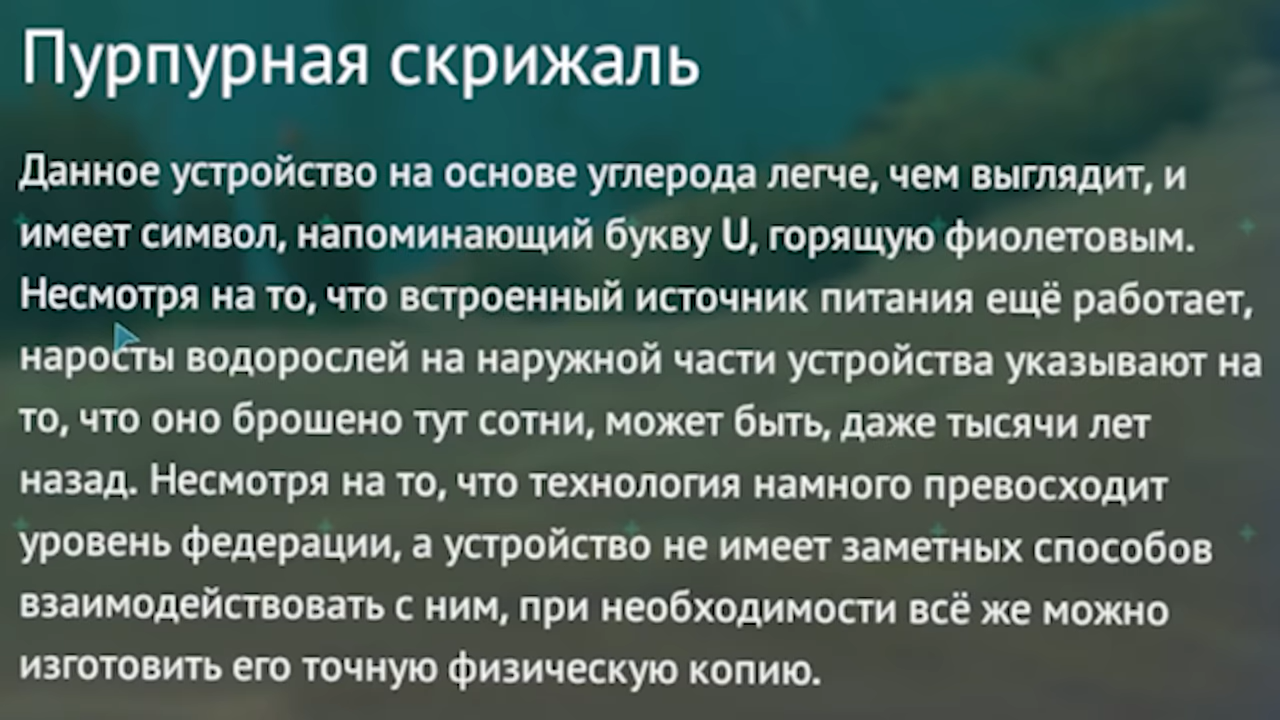 Пурпурная скрижаль
Данное устройство на основе углерода легче, чем выглядит, и
имеет символ, напоминающий букву U, горящую фиолетовым.
Несмотря на то, что встроенный источник питания ещё работает,
наросты водорослей на наружной части устройства указывают на
то, что оно брошено тут сотни, может быть, даже тысячи лет
назад. Несмотря на то, что технология намного превосходит
уровень федерации, а устройство не имеет заметных способов
взаимодействовать с ним, при необходимости всё же можно
изготовить его точную физическую копию.